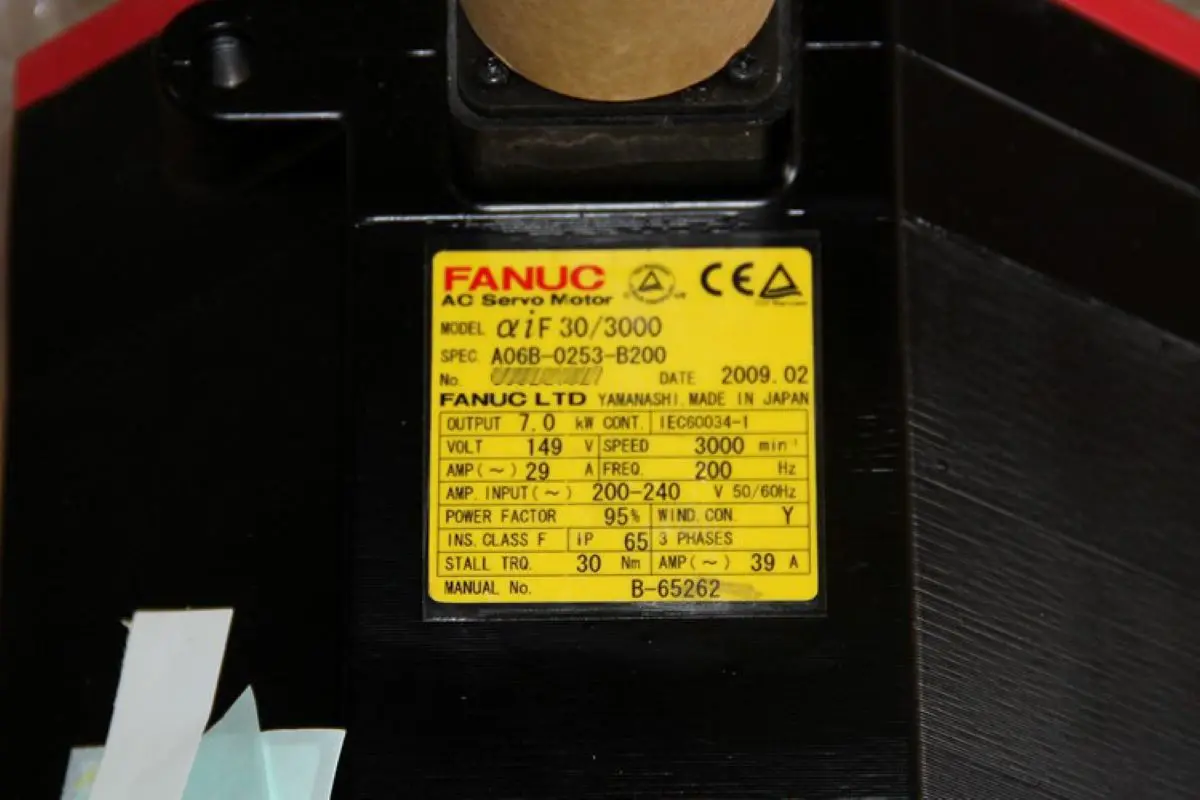 FANUC
AC Servo Motor
CE
MODEL αiF 30/3000
SPEC. A06B-0253-B200
No. DATE 2009.02
FANUC LTD YAMANASHI, MADE IN JAPAN
OUTPUT 7.0 kW CONT. IEC60034-1
VOLT 149 V SPEED 3000 min⁻¹
AMP(~) 29 A FREQ. 200 Hz
AMP. INPUT(~) 200-240 V 50/60Hz
POWER FACTOR 95% WIND. CON. Y
INS. CLASS F IP 65 3 PHASES
STALL TRQ. 30 Nm AMP(~) 39 A
MANUAL No. B-65262